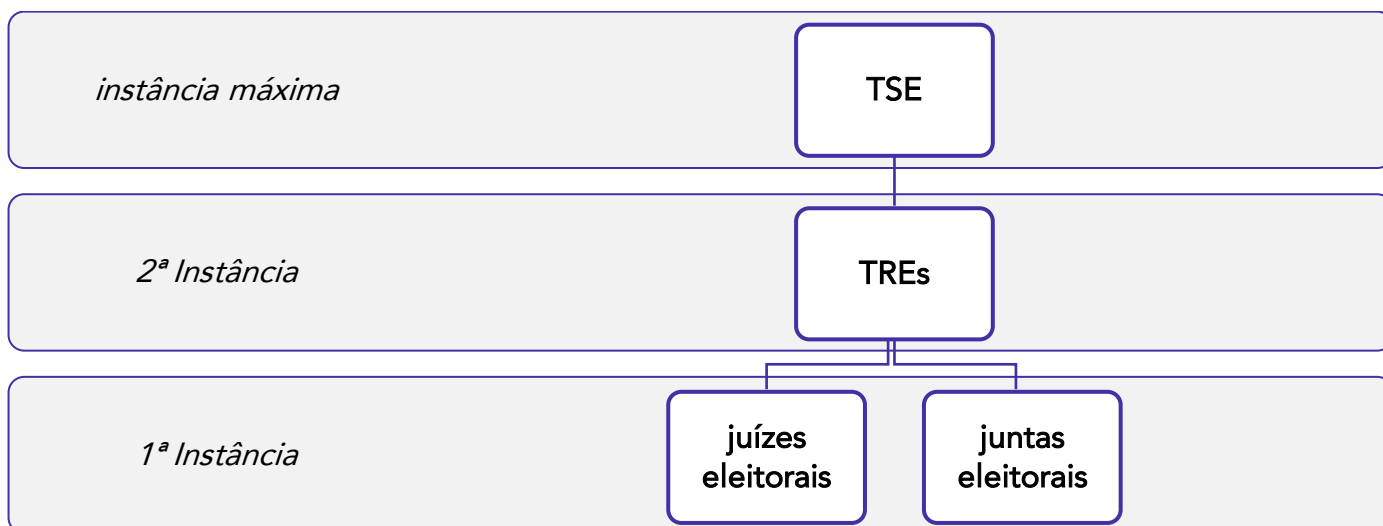 instância máxima
TSE
2ª Instância
TREs
1ª Instância
juízes
eleitorais
juntas
eleitorais